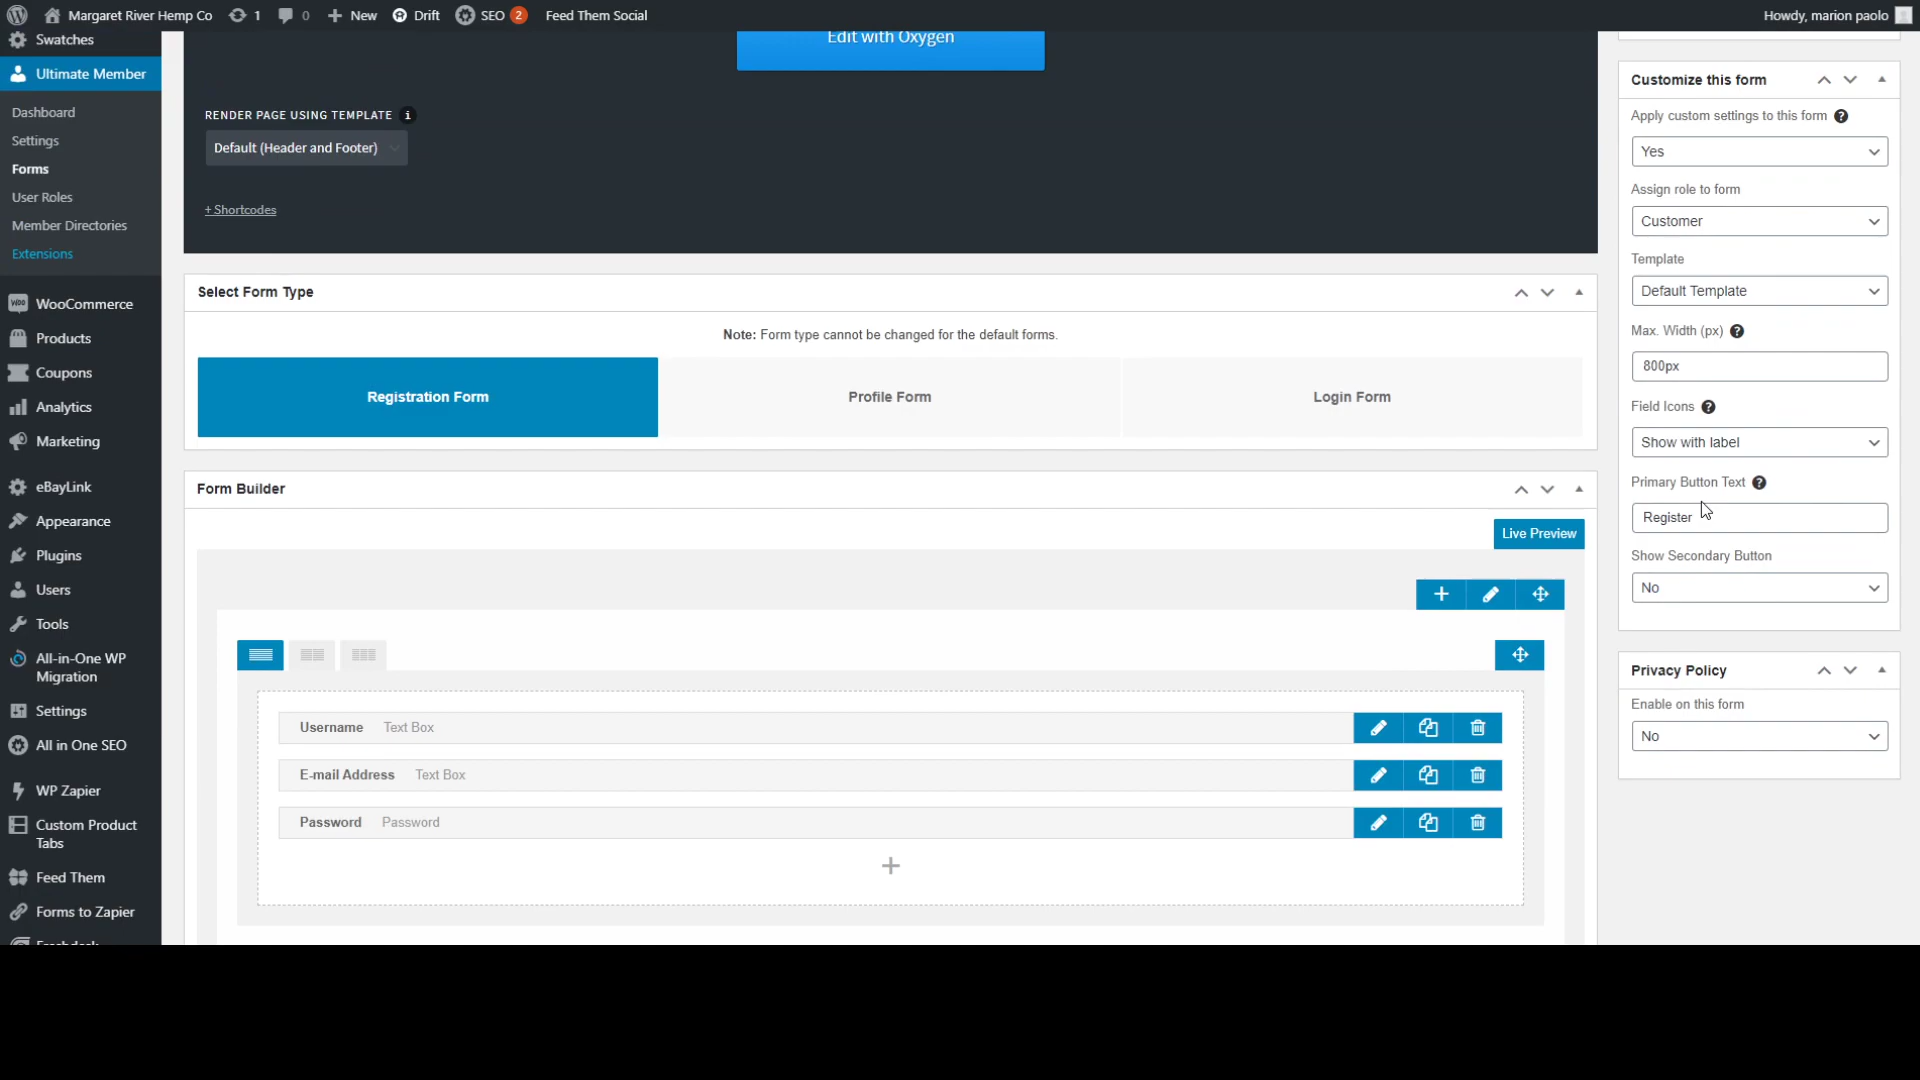 Margaret River Hemp Co 1 0 New Drift SEO 2 Feed Them Social Howdy, marion paolo
Swatches
Ultimate Member
Dashboard
Settings
Forms
User Roles
Member Directories
Extensions
WooCommerce
Products
Coupons
Analytics
Marketing
eBayLink
Appearance
Plugins
Users
Tools
All-in-One WP
Migration
Settings
All in One SEO
WP Zapier
Custom Product
Tabs
Feed Them
Forms to Zapier
Edit with Oxygen
RENDER PAGE USING TEMPLATE i
Default (Header and Footer)
+ Shortcodes
Select Form Type
Note: Form type cannot be changed for the default forms.
Registration Form Profile Form Login Form
Form Builder
Live Preview
Username Text Box
E-mail Address Text Box
Password Password
Customize this form
Apply custom settings to this form ?
Yes
Assign role to form
Customer
Template
Default Template
Max. Width (px) ?
800px
Field Icons ?
Show with label
Primary Button Text ?
Register
Show Secondary Button
No
Privacy Policy
Enable on this form
No